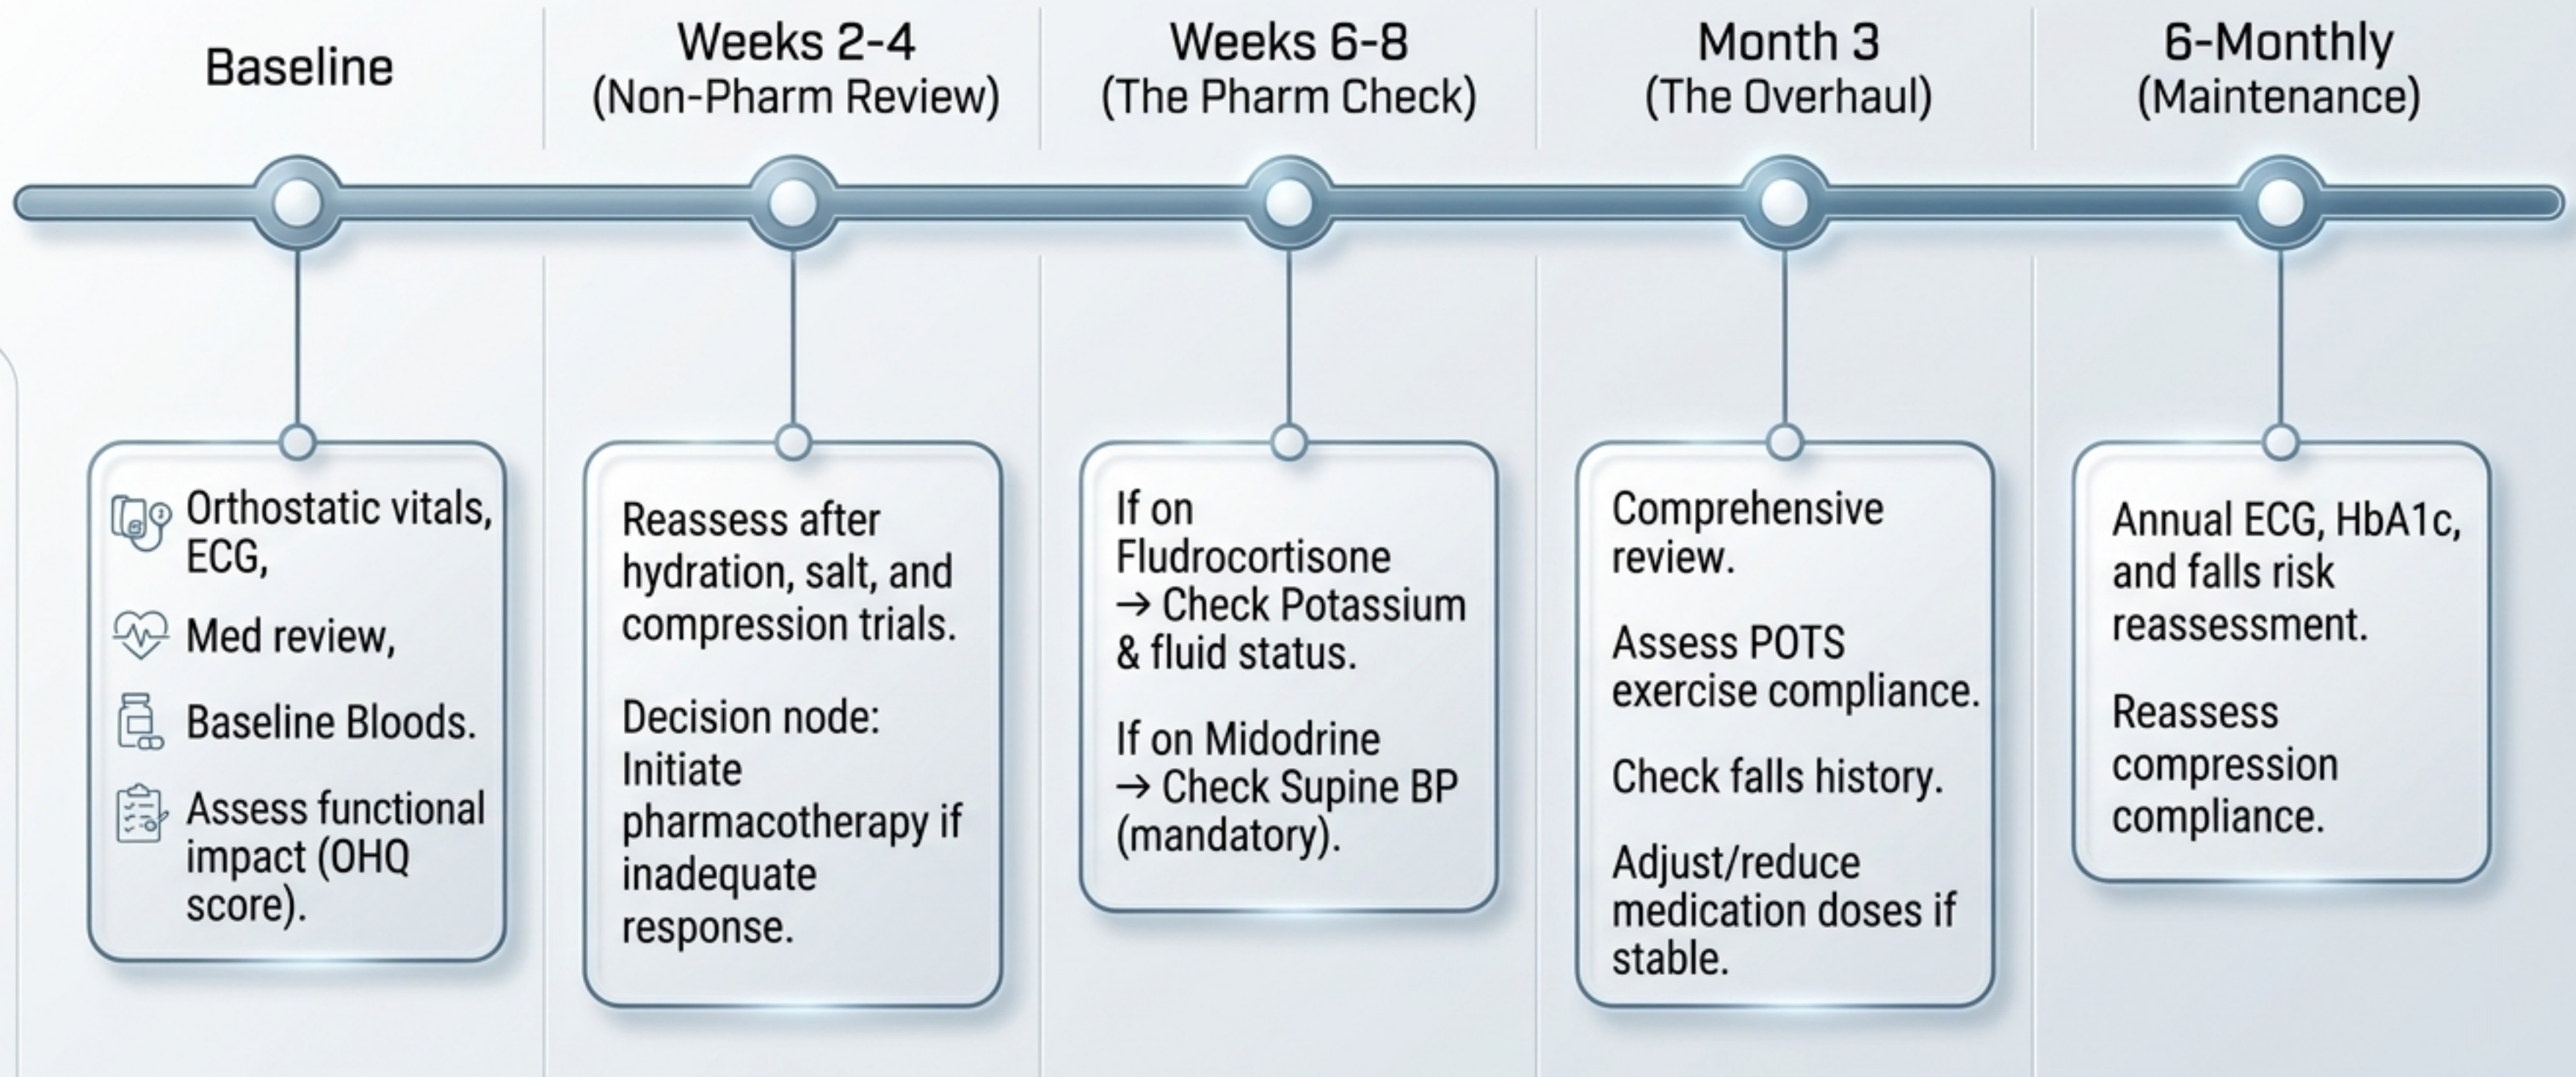 Baseline
Weeks 2-4
(Non-Pharm Review)
Weeks 6-8
(The Pharm Check)
Month 3
(The Overhaul)
6-Monthly
(Maintenance)
Orthostatic vitals,
ECG,
Med review,
Baseline Bloods.
Assess functional
impact (OHQ
score).
Reassess after
hydration, salt, and
compression trials.
Decision node:
Initiate
pharmacotherapy if
inadequate
response.
If on
Fludrocortisone
→ Check Potassium
& fluid status.
If on Midodrine
→ Check Supine BP
(mandatory).
Comprehensive
review.
Assess POTS
exercise compliance.
Check falls history.
Adjust/reduce
medication doses if
stable.
Annual ECG, HbA1c,
and falls risk
reassessment.
Reassess
compression
compliance.